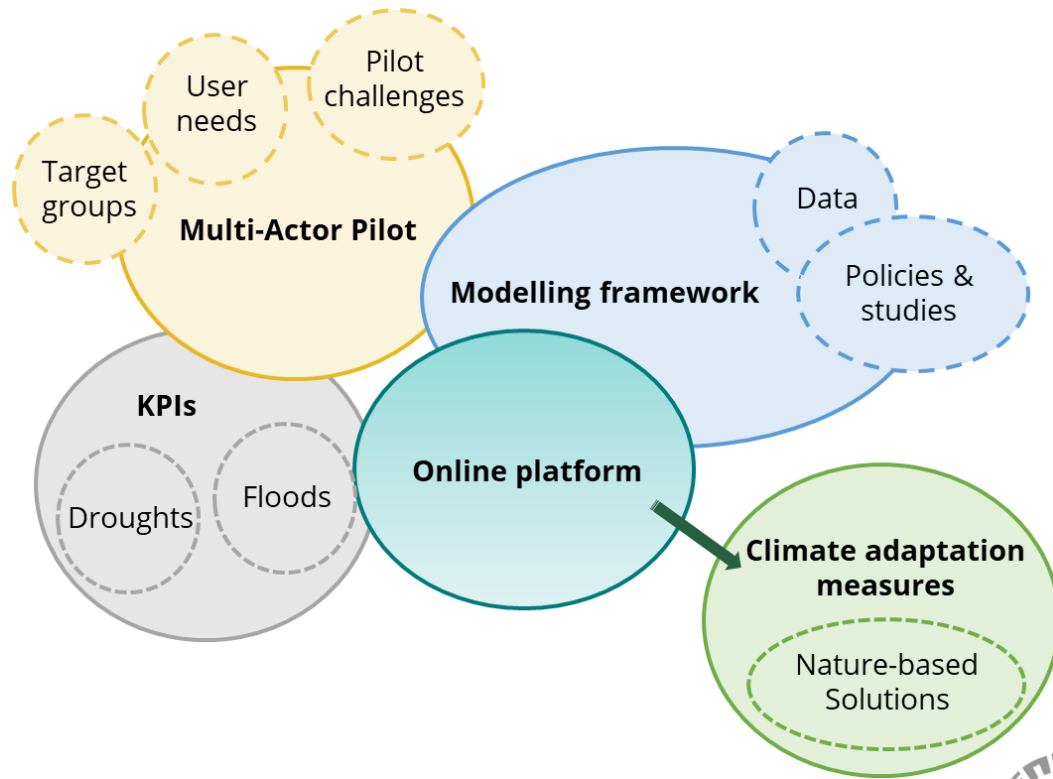 Pilot
challenges
User
needs
Target
groups
Multi-Actor Pilot
Data
Policies &
studies
Modelling framework
KPIs
Droughts
Floods
Online platform
Climate adaptation
measures
Nature-based
Solutions